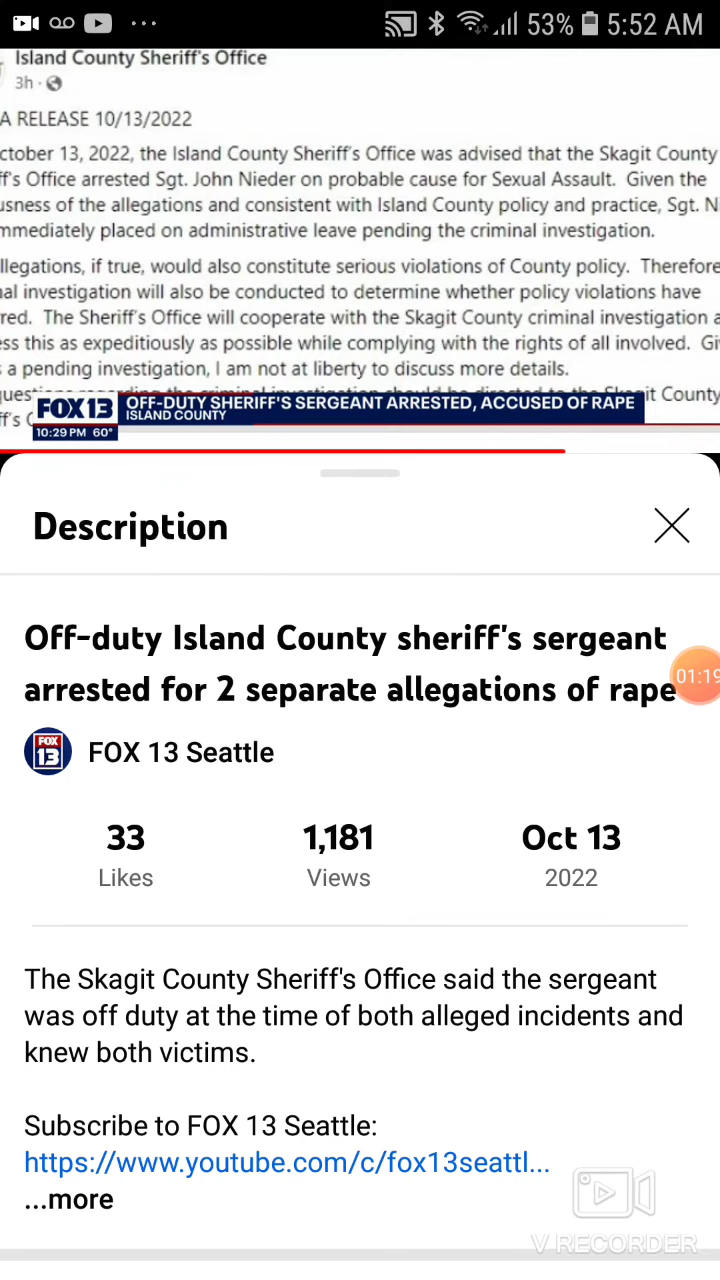 53% 5:52 AM
Island County Sheriff's Office
3h ·
A RELEASE 10/13/2022
ctober 13, 2022, the Island County Sheriff's Office was advised that the Skagit County
ff's Office arrested Sgt. John Nieder on probable cause for Sexual Assault. Given the
usness of the allegations and consistent with Island County policy and practice, Sgt. Ni
mmediately placed on administrative leave pending the criminal investigation.
llegations, if true, would also constitute serious violations of County policy. Therefore
nal investigation will also be conducted to determine whether policy violations have
red. The Sheriff's Office will cooperate with the Skagit County criminal investigation a
ess this as expeditiously as possible while complying with the rights of all involved. Gi
a pending investigation, I am not at liberty to discuss more details.
it County
ff's
FOX 13 OFF-DUTY SHERIFF'S SERGEANT ARRESTED, ACCUSED OF RAPE
ISLAND COUNTY
10:29 PM 60°
Description
Off-duty Island County sheriff's sergeant
arrested for 2 separate allegations of rape
01:19
FOX 13
FOX 13 Seattle
33 1,181 Oct 13
Likes Views 2022
The Skagit County Sheriff's Office said the sergeant
was off duty at the time of both alleged incidents and
knew both victims.
Subscribe to FOX 13 Seattle:
https://www.youtube.com/c/fox13seattl...
...more
V RECORDER